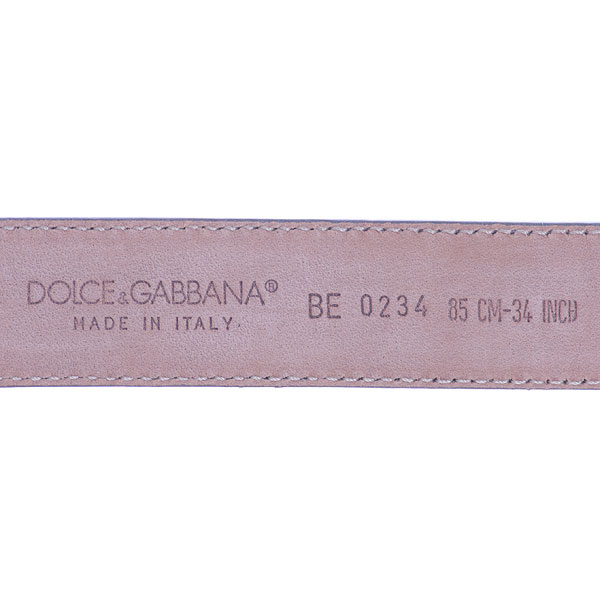 DOLCE&GABBANA® BE 0234 85 CM-34 INCH
MADE IN ITALY